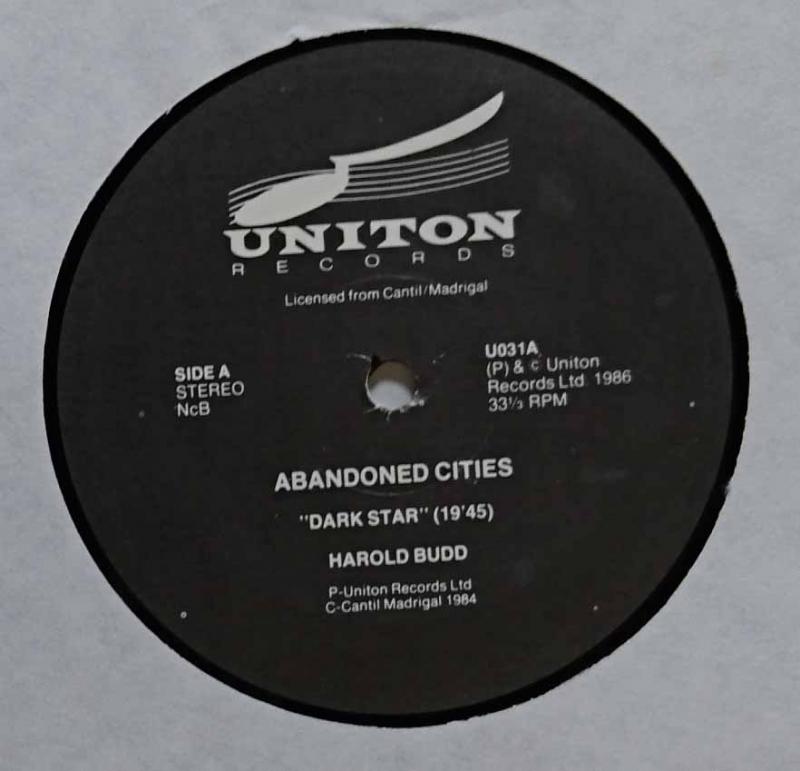 UNITON
RECORDS
Licensed from Cantil/Madrigal
SIDE A
STEREO
NcB
U031A
(P) & © Uniton
Records Ltd 1986
33⅓ RPM
ABANDONED CITIES
"DARK STAR" (19'45)
HAROLD BUDD
P-Uniton Records Ltd
C-Cantil Madrigal 1984